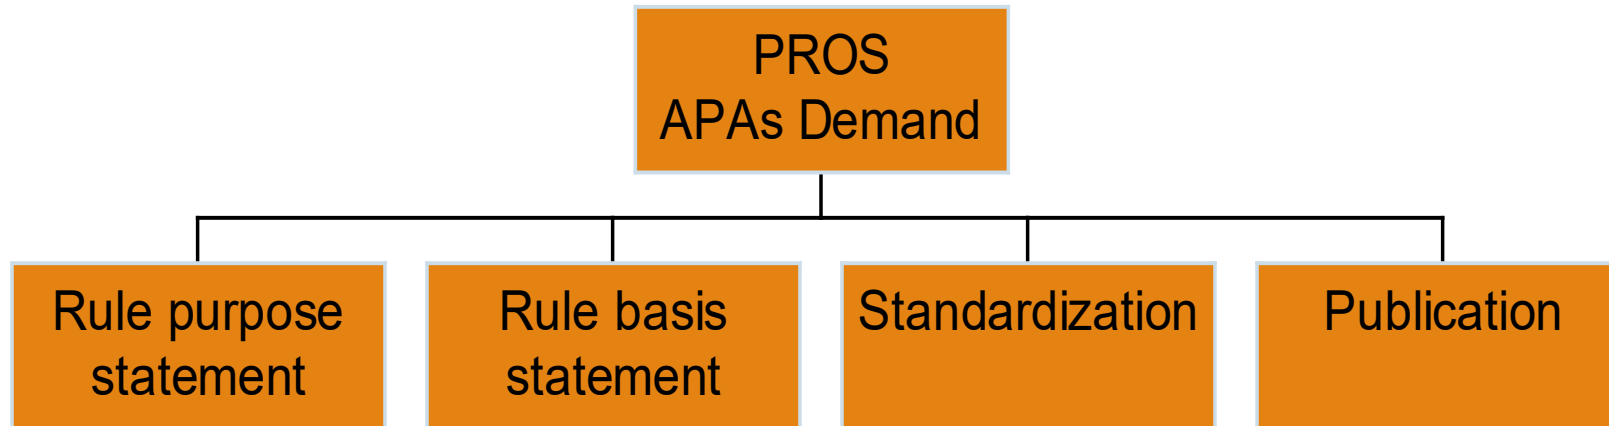 PROS
APAs Demand
Rule purpose
statement
Rule basis
statement
Standardization
Publication